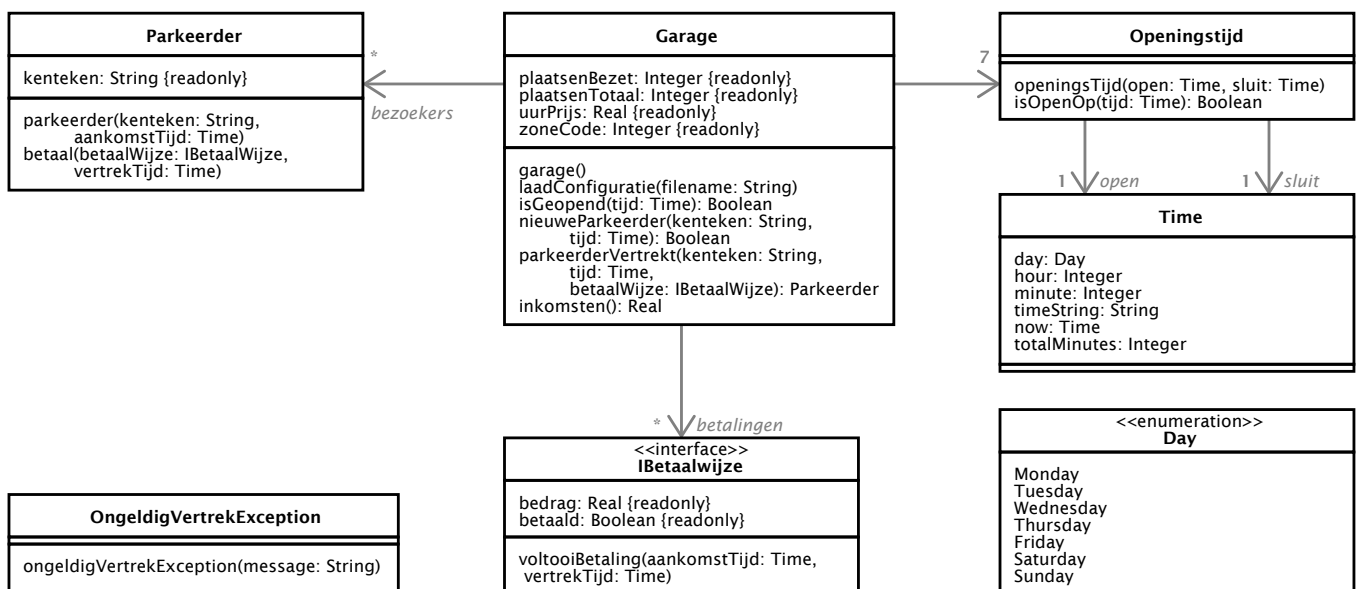 Parkeerder
kenteken: String {readonly}
parkeerder(kenteken: String,
aankomstTijd: Time)
betaal(betaalWijze: IBetaalWijze,
vertrekTijd: Time)
*
bezoekers
Garage
plaatsenBezet: Integer {readonly}
plaatsenTotaal: Integer {readonly}
uurPrijs: Real {readonly}
zoneCode: Integer {readonly}
garage()
laadConfiguratie(filename: String)
isGeopend(tijd: Time): Boolean
nieuweParkeerder(kenteken: String,
tijd: Time): Boolean
parkeerderVertrekt(kenteken: String,
tijd: Time,
betaalWijze: IBetaalWijze): Parkeerder
inkomsten(): Real
7
Openingstijd
openingsTijd(open: Time, sluit: Time)
isOpenOp(tijd: Time): Boolean
1 open
1 sluit
Time
day: Day
hour: Integer
minute: Integer
timeString: String
now: Time
totalMinutes: Integer
* betalingen
<<interface>>
IBetaalwijze
bedrag: Real {readonly}
betaald: Boolean {readonly}
voltooiBetaling(aankomstTijd: Time,
vertrekTijd: Time)
<<enumeration>>
Day
Monday
Tuesday
Wednesday
Thursday
Friday
Saturday
Sunday
OngeldigVertrekException
ongeldigVertrekException(message: String)